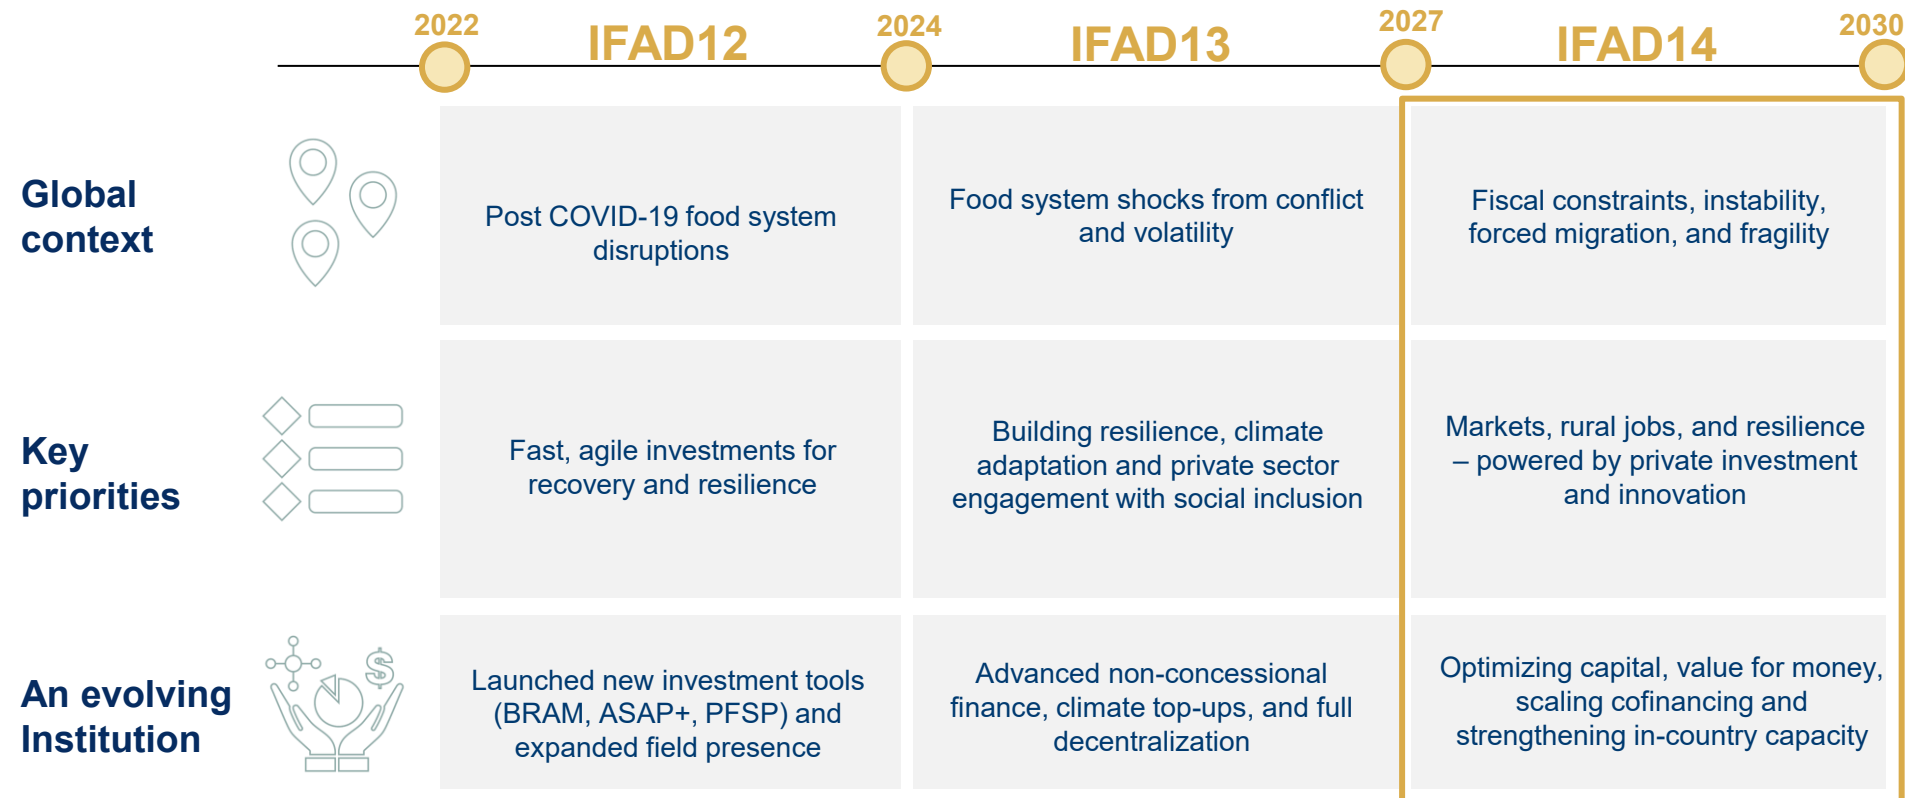 2022
IFAD12
2024
IFAD13
2027
IFAD14
2030
Global
context
Post COVID-19 food system
disruptions
Food system shocks from conflict
and volatility
Fiscal constraints, instability,
forced migration, and fragility
Key
priorities
Fast, agile investments for
recovery and resilience
Building resilience, climate
adaptation and private sector
engagement with social inclusion
Markets, rural jobs, and resilience
– powered by private investment
and innovation
An evolving
Institution
$
Launched new investment tools
(BRAM, ASAP+, PFSP) and
expanded field presence
Advanced non-concessional
finance, climate top-ups, and full
decentralization
Optimizing capital, value for money,
scaling cofinancing and
strengthening in-country capacity